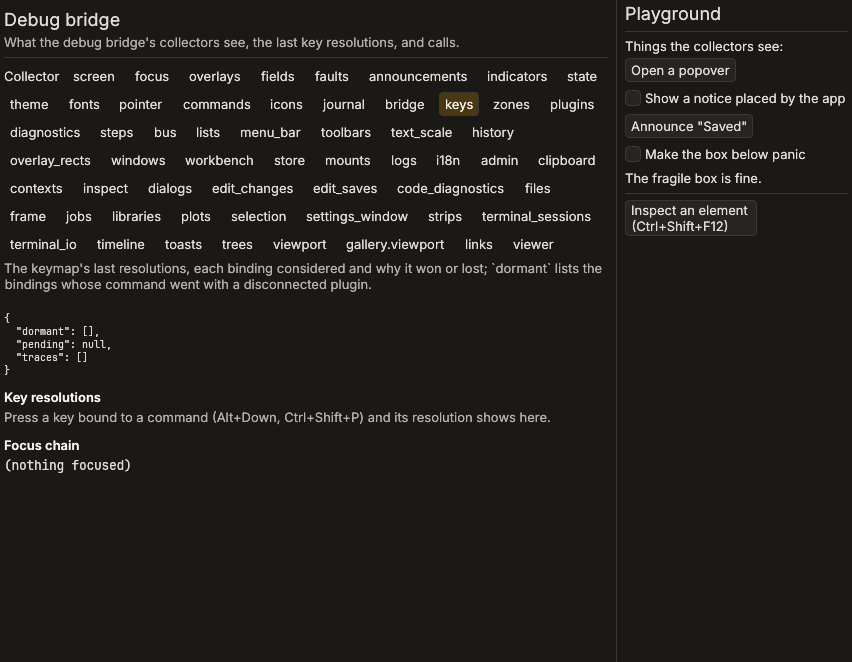 Debug bridge
What the debug bridge's collectors see, the last key resolutions, and calls.
Collector screen focus overlays fields faults announcements indicators state
theme fonts pointer commands icons journal bridge keys zones plugins
diagnostics steps bus lists menu_bar toolbars text_scale history
overlay_rects windows workbench store mounts logs i18n admin clipboard
contexts inspect dialogs edit_changes edit_saves code_diagnostics files
frame jobs libraries plots selection settings_window strips terminal_sessions
terminal_io timeline toasts trees viewport gallery.viewport links viewer
The keymap's last resolutions, each binding considered and why it won or lost; `dormant` lists the
bindings whose command went with a disconnected plugin.
{
  "dormant": [],
  "pending": null,
  "traces": []
}
Key resolutions
Press a key bound to a command (Alt+Down, Ctrl+Shift+P) and its resolution shows here.
Focus chain
(nothing focused)
Playground
Things the collectors see:
Open a popover
Show a notice placed by the app
Announce "Saved"
Make the box below panic
The fragile box is fine.
Inspect an element
(Ctrl+Shift+F12)